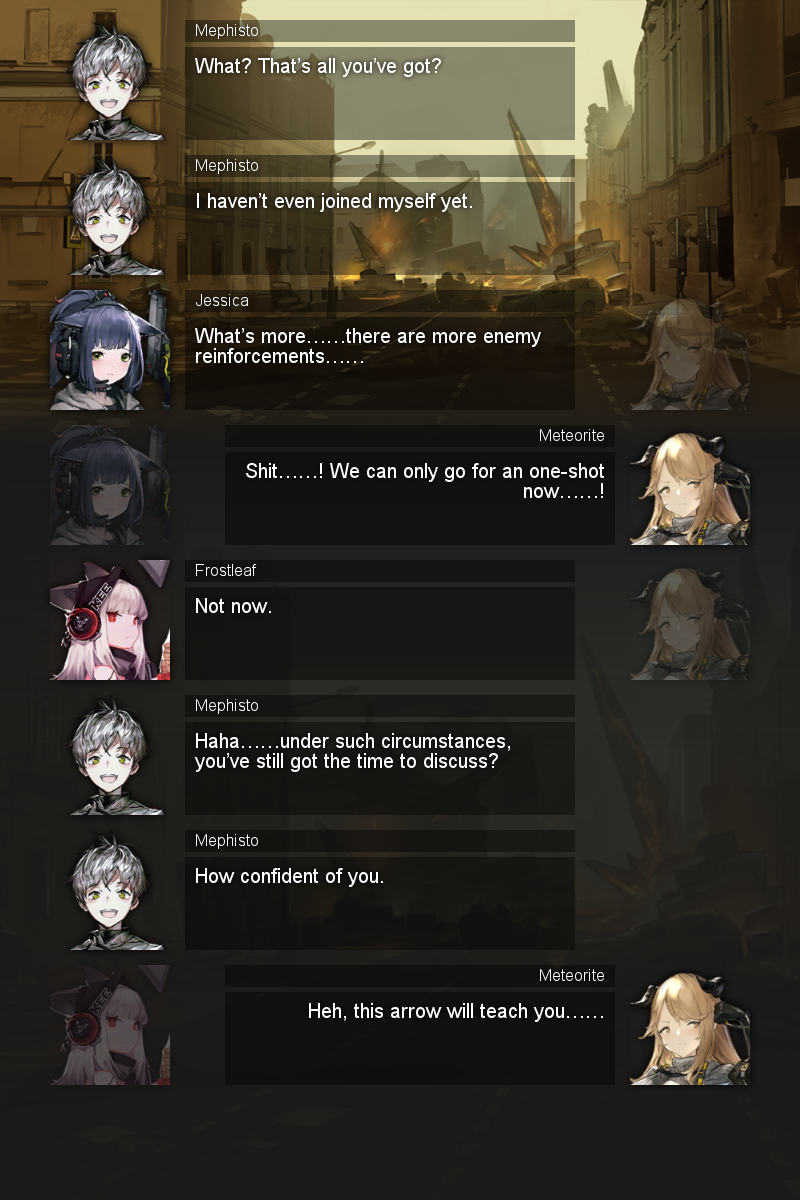 Mephisto
What? That's all you've got?
Mephisto
I haven't even joined myself yet.
Jessica
What's more……there are more enemy
reinforcements……
Meteorite
Shit……! We can only go for an one-shot
now……!
Frostleaf
Not now.
Mephisto
Haha……under such circumstances,
you've still got the time to discuss?
Mephisto
How confident of you.
Meteorite
Heh, this arrow will teach you……